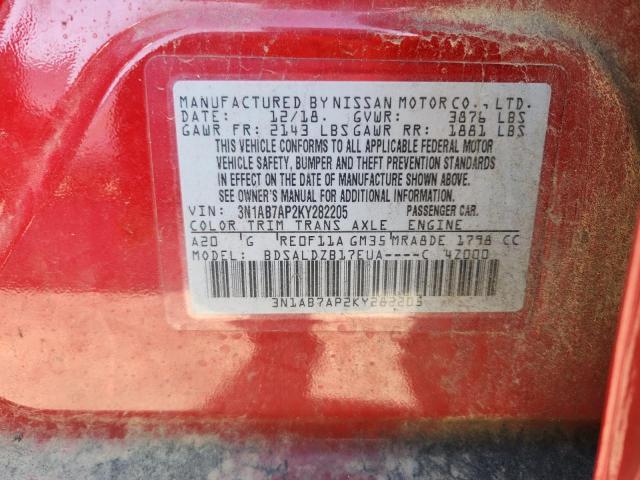 MANUFACTURED BY NISSAN MOTOR CO., LTD.
DATE: 12/18. GVWR: 3876 LBS
GAWR FR: 2143 LBS GAWR RR: 1881 LBS
THIS VEHICLE CONFORMS TO ALL APPLICABLE FEDERAL MOTOR
VEHICLE SAFETY, BUMPER AND THEFT PREVENTION STANDARDS
IN EFFECT ON THE DATE OF MANUFACTURE SHOWN ABOVE.
SEE OWNER'S MANUAL FOR ADDITIONAL INFORMATION.
VIN: 3N1AB7AP2KY282205 PASSENGER CAR.
COLOR TRIM TRANS AXLE ENGINE
A20 G RE0F11A GM35 MRA8DE 1798 CC
MODEL: BDSALDZB17EUA----C 4Z000
3N1AB7AP2KY282205